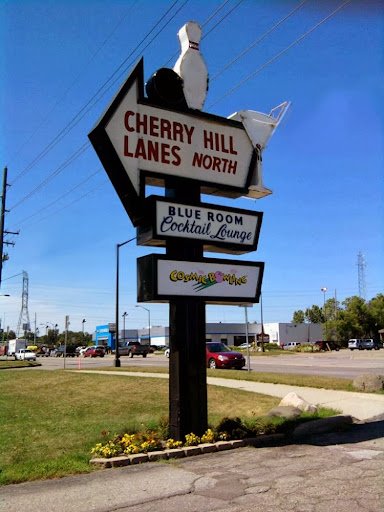 CHERRY HILL
LANES NORTH
BLUE ROOM
Cocktail Lounge
COSMIC BOWLING